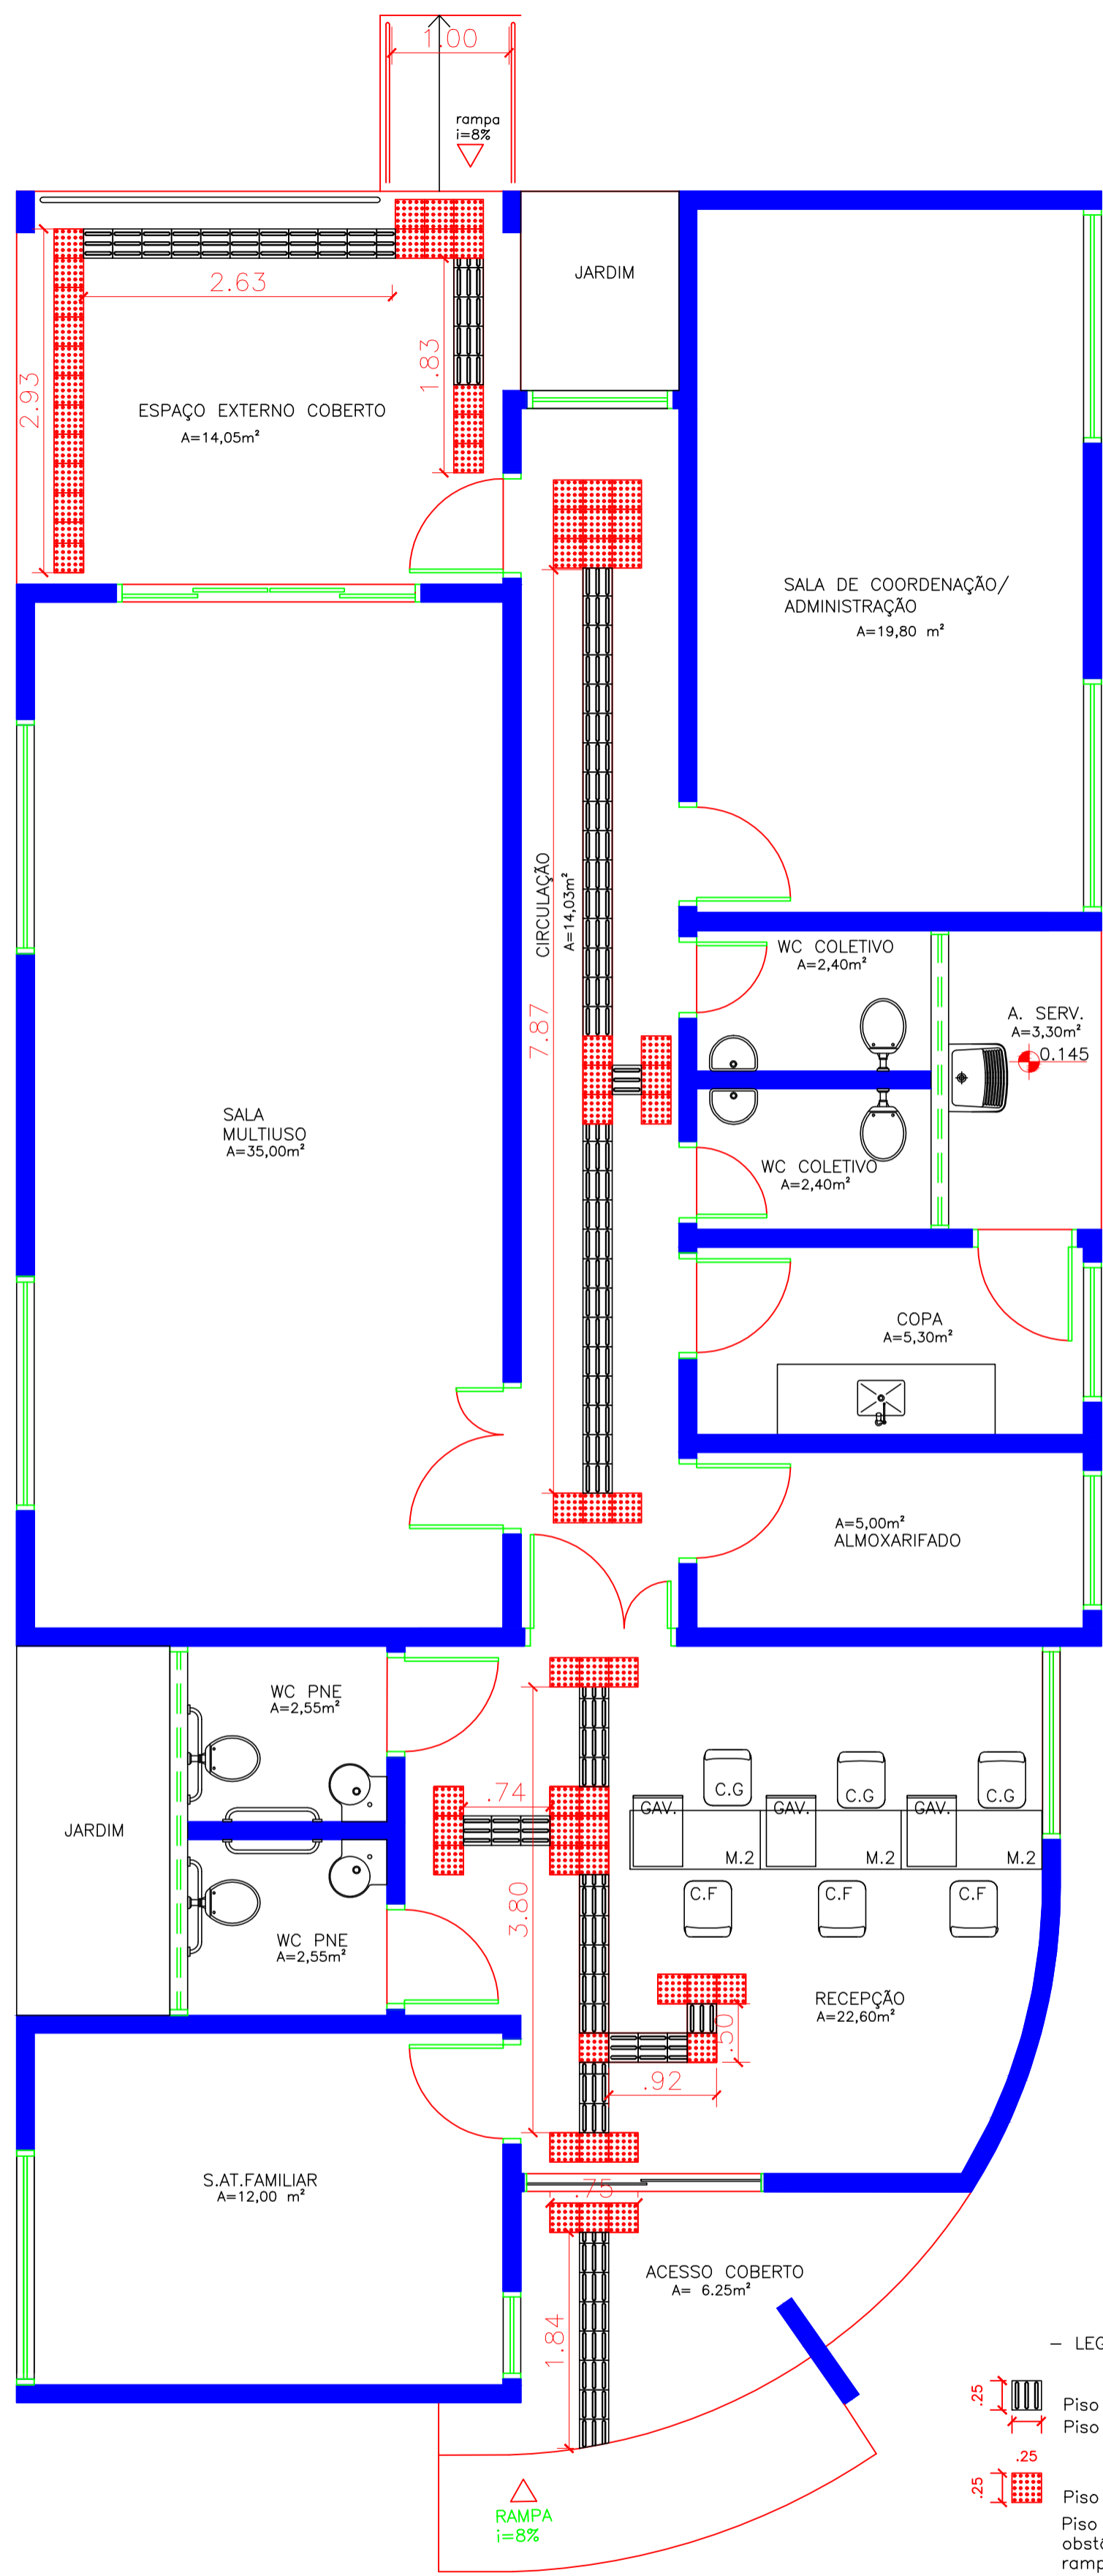 1.00
rampa
i=8%
JARDIM
2.63
1.83
2.93
ESPAÇO EXTERNO COBERTO
A=14,05m²
SALA DE COORDENAÇÃO/
ADMINISTRAÇÃO
A=19,80 m²
CIRCULAÇÃO
A=14,03m²
7.87
WC COLETIVO
A=2,40m²
A. SERV.
A=3,30m²
0.145
SALA
MULTIUSO
A=35,00m²
WC COLETIVO
A=2,40m²
COPA
A=5,30m²
A=5,00m²
ALMOXARIFADO
WC PNE
A=2,55m²
JARDIM
.74
3.80
C.G
C.G
C.G
GAV.
GAV.
GAV.
M.2
M.2
M.2
C.F
C.F
C.F
WC PNE
A=2,55m²
RECEPÇÃO
A=22,60m²
.50
.92
S.AT.FAMILIAR
A=12,00 m²
.75
ACESSO COBERTO
A= 6.25m²
1.84
RAMPA
i=8%
– LEG
.25
Piso
Piso
.25
.25
Piso
Piso
obstá
ramp